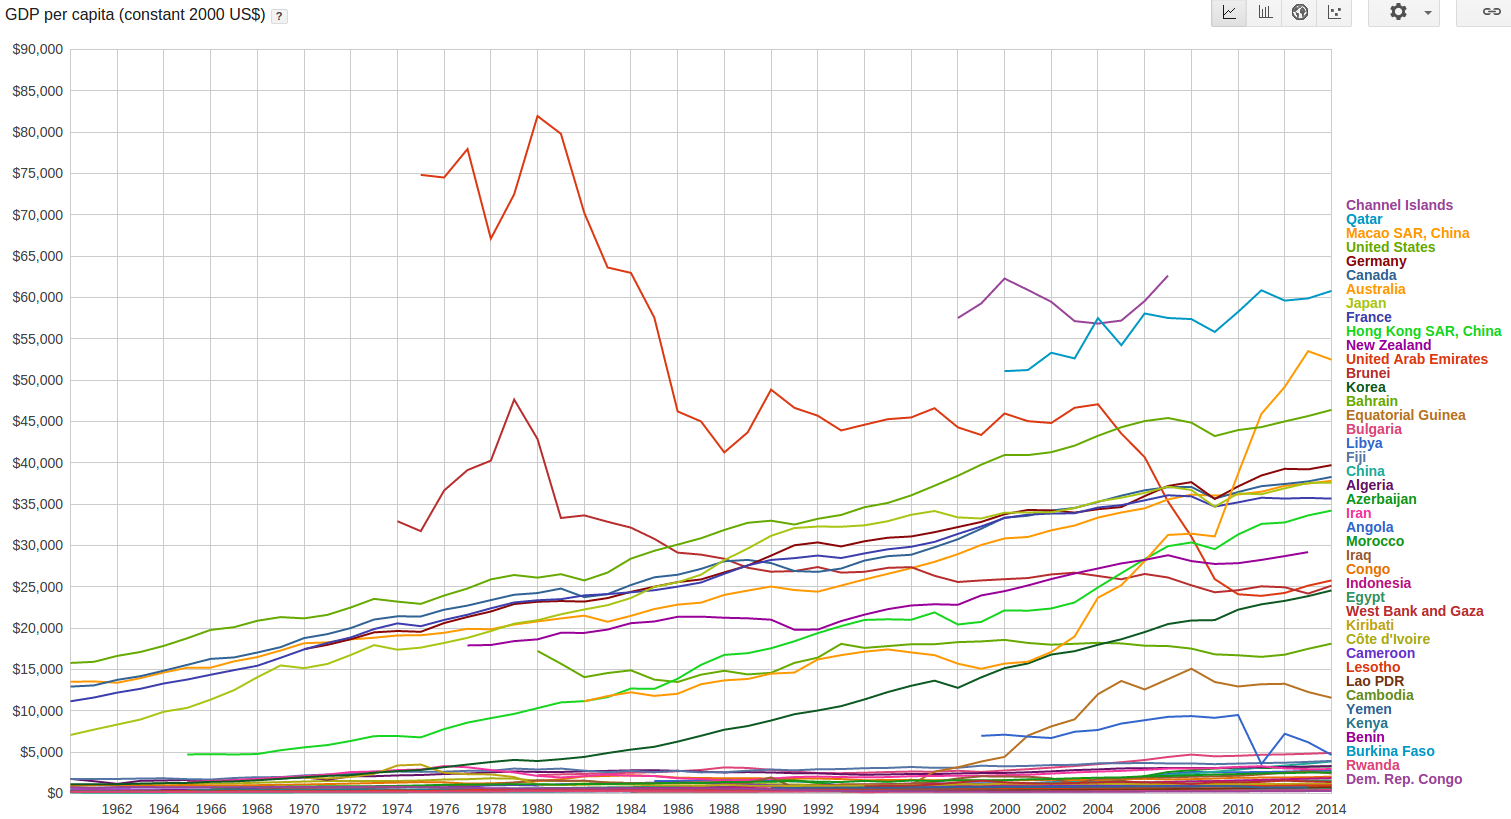 GDP per capita (constant 2000 US$) ?
$90,000
$85,000
$80,000
$75,000
$70,000
$65,000
$60,000
$55,000
$50,000
$45,000
$40,000
$35,000
$30,000
$25,000
$20,000
$15,000
$10,000
$5,000
$0
1962 1964 1966 1968 1970 1972 1974 1976 1978 1980 1982 1984 1986 1988 1990 1992 1994 1996 1998 2000 2002 2004 2006 2008 2010 2012 2014
Channel Islands
Qatar
Macao SAR, China
United States
Germany
Canada
Australia
Japan
France
Hong Kong SAR, China
New Zealand
United Arab Emirates
Brunei
Korea
Bahrain
Equatorial Guinea
Bulgaria
Libya
Fiji
China
Algeria
Azerbaijan
Iran
Angola
Morocco
Iraq
Congo
Indonesia
Egypt
West Bank and Gaza
Kiribati
Côte d'Ivoire
Cameroon
Lesotho
Lao PDR
Cambodia
Yemen
Kenya
Benin
Burkina Faso
Rwanda
Dem. Rep. Congo